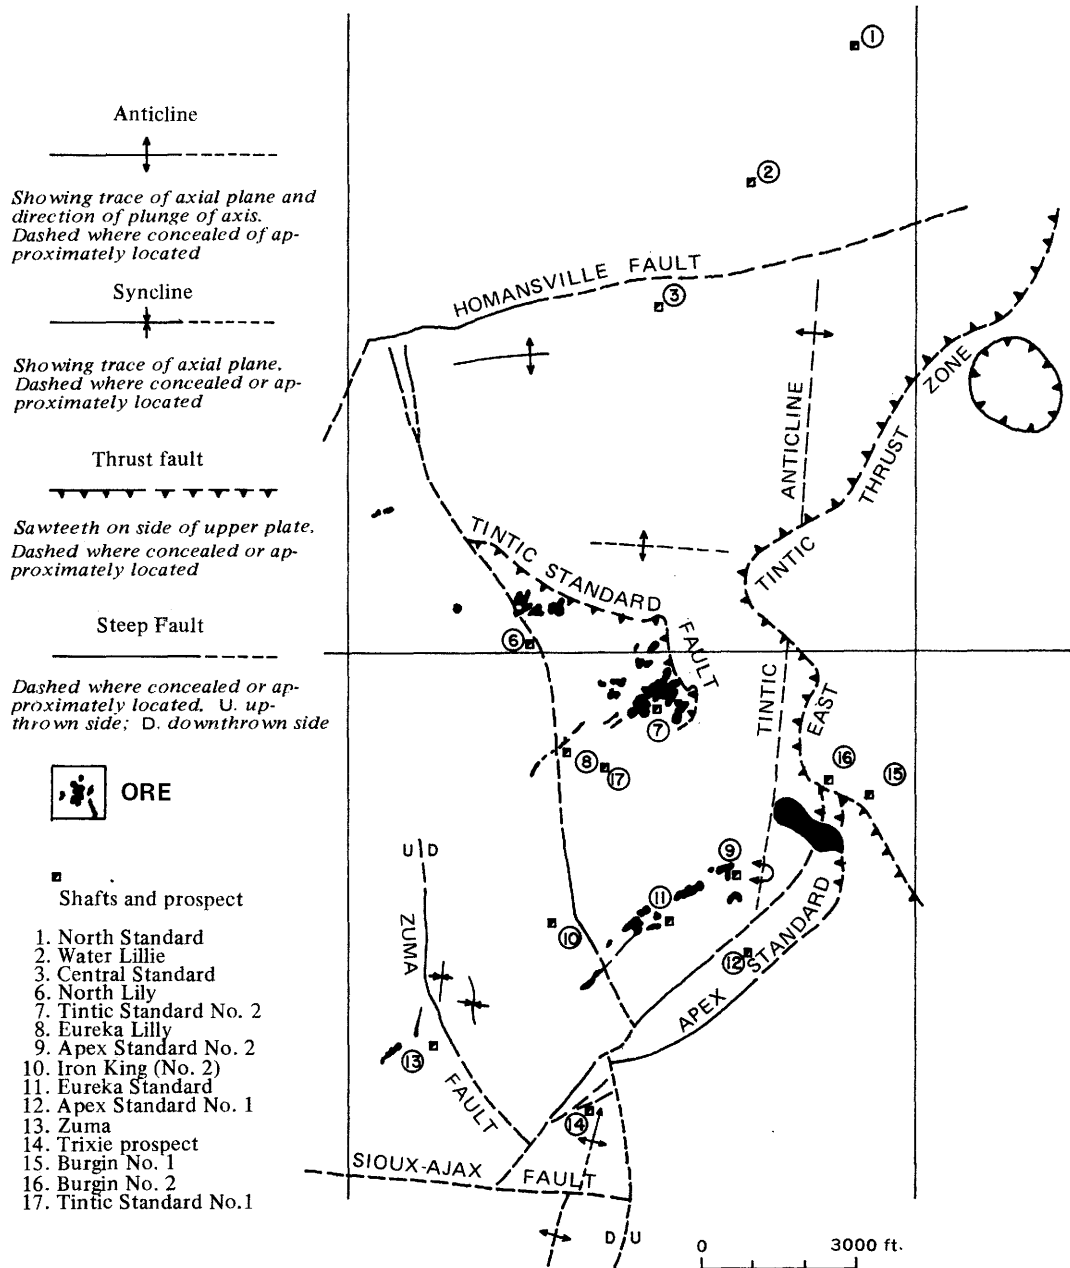 Anticline
Showing trace of axial plane and
direction of plunge of axis.
Dashed where concealed of ap-
proximately located
Syncline
Showing trace of axial plane.
Dashed where concealed or ap-
proximately located
Thrust fault
Sawteeth on side of upper plate.
Dashed where concealed or ap-
proximately located
Steep Fault
Dashed where concealed or ap-
proximately located. U. up-
thrown side; D. downthrown side
ORE
Shafts and prospect
1. North Standard
2. Water Lillie
3. Central Standard
6. North Lily
7. Tintic Standard No. 2
8. Eureka Lilly
9. Apex Standard No. 2
10. Iron King (No. 2)
11. Eureka Standard
12. Apex Standard No. 1
13. Zuma
14. Trixie prospect
15. Burgin No. 1
16. Burgin No. 2
17. Tintic Standard No.1
1
2
HOMANSVILLE FAULT
3
ANTICLINE
ZONE
THRUST
TINTIC
TINTIC STANDARD
FAULT
6
7
TINTIC
EAST
8
17
16
15
U D
ZUMA
FAULT
9
11
10
12
APEX STANDARD
13
14
SIOUX-AJAX FAULT
D U
0 3000 ft.